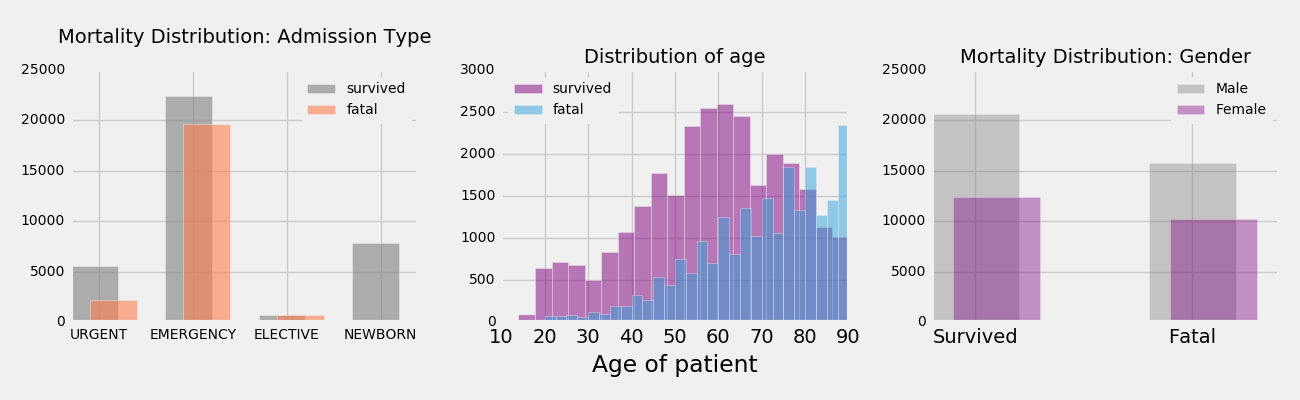 Mortality Distribution: Admission Type
25000
20000
15000
10000
5000
0
survived
fatal
URGENT EMERGENCY ELECTIVE NEWBORN
Distribution of age
3000
2500
2000
1500
1000
500
0
survived
fatal
10 20 30 40 50 60 70 80 90
Age of patient
Mortality Distribution: Gender
25000
20000
15000
10000
5000
0
Male
Female
Survived Fatal